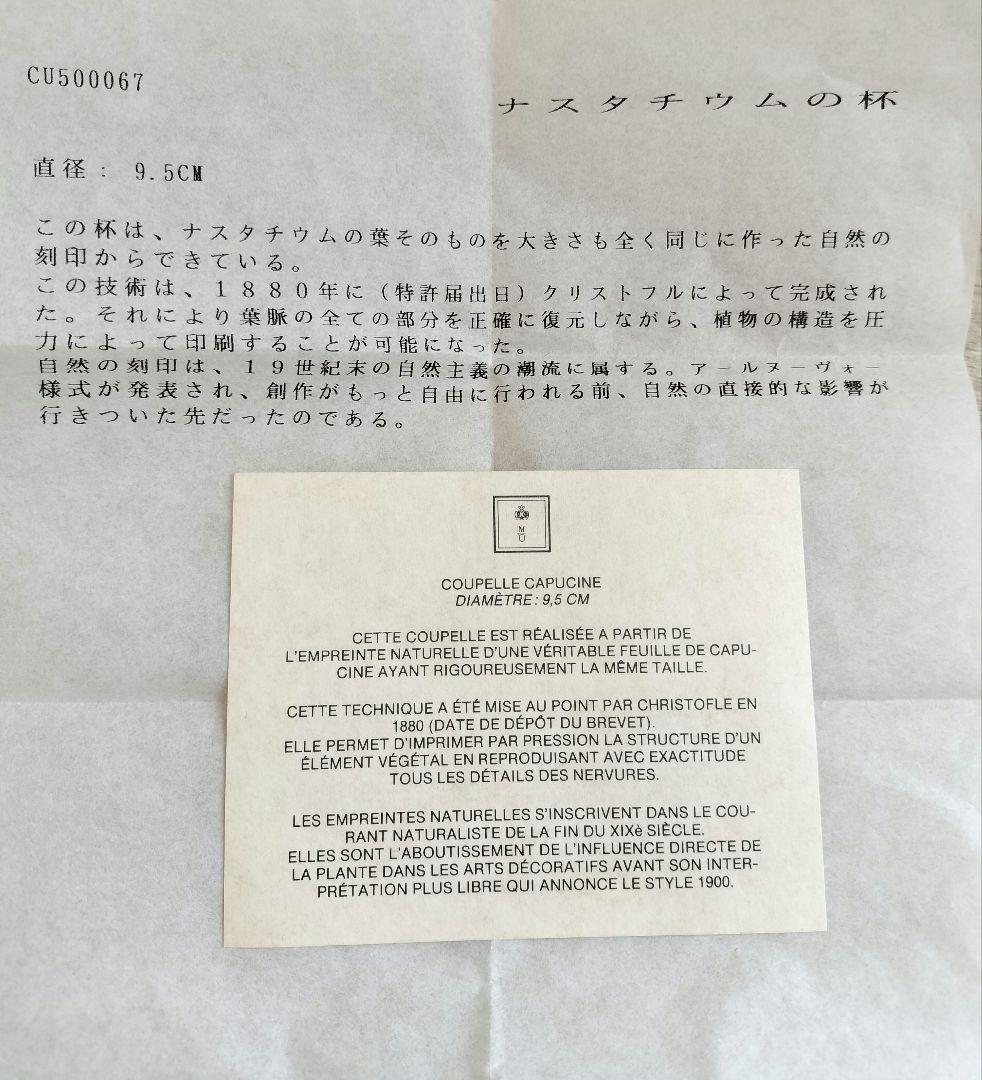 CU500067
ナスタチウムの杯
直径： 9.5CM
この杯は、ナスタチウムの葉そのものを大きさも全く同じに作った自然の
刻印からできている。
この技術は、１８８０年に（特許届出日）クリストフルによって完成され
た。それにより葉脈の全ての部分を正確に復元しながら、植物の構造を圧
力によって印刷することが可能になった。
自然の刻印は、１９世紀末の自然主義の潮流に属する。アールヌーヴォー
様式が発表され、創作がもっと自由に行われる前、自然の直接的な影響が
行きついた先だったのである。
M
U
COUPELLE CAPUCINE
DIAMÈTRE : 9,5 CM
CETTE COUPELLE EST RÉALISÉE A PARTIR DE
L'EMPREINTE NATURELLE D'UNE VÉRITABLE FEUILLE DE CAPU-
CINE AYANT RIGOUREUSEMENT LA MÊME TAILLE.
CETTE TECHNIQUE A ÉTÉ MISE AU POINT PAR CHRISTOFLE EN
1880 (DATE DE DÉPÔT DU BREVET).
ELLE PERMET D'IMPRIMER PAR PRESSION LA STRUCTURE D'UN
ÉLÉMENT VÉGÉTAL EN REPRODUISANT AVEC EXACTITUDE
TOUS LES DÉTAILS DES NERVURES.
LES EMPREINTES NATURELLES S'INSCRIVENT DANS LE COU-
RANT NATURALISTE DE LA FIN DU XIXè SIÈCLE.
ELLES SONT L'ABOUTISSEMENT DE L'INFLUENCE DIRECTE DE
LA PLANTE DANS LES ARTS DÉCORATIFS AVANT SON INTER-
PRÉTATION PLUS LIBRE QUI ANNONCE LE STYLE 1900.